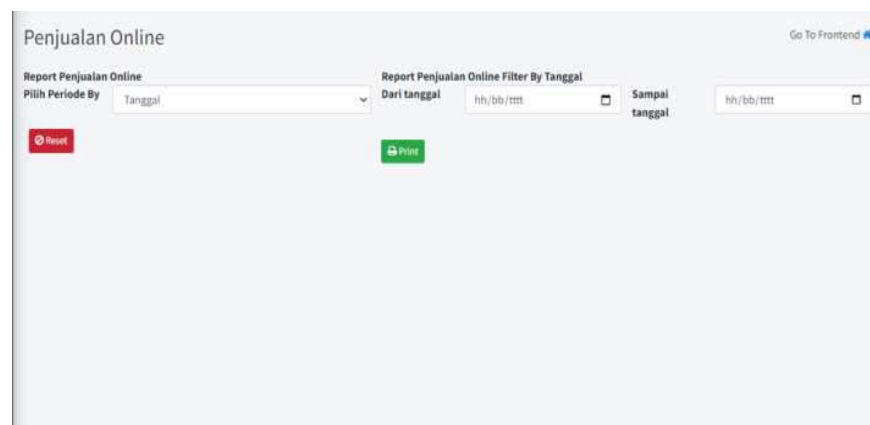 Penjualan Online
Go To Frontend
Report Penjualan Online
Pilih Periode By
Tanggal
Reset
Report Penjualan Online Filter By Tanggal
Dari tanggal
hh/bb/tttt
Sampai
tanggal
hh/bb/tttt
Print